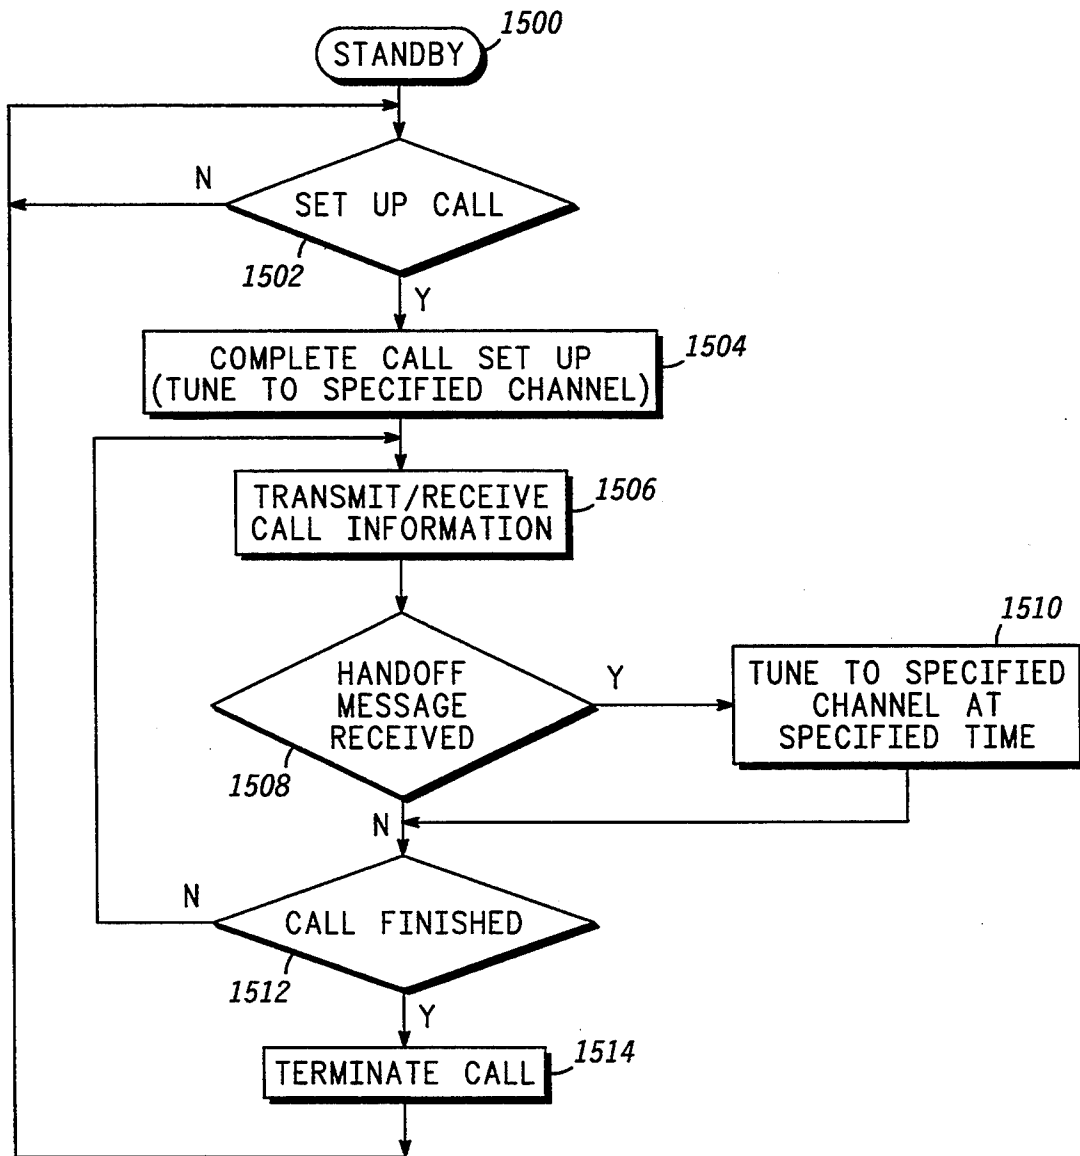 1500
STANDBY
N
SET UP CALL
1502
Y
1504
COMPLETE CALL SET UP
(TUNE TO SPECIFIED CHANNEL)
1506
TRANSMIT/RECEIVE
CALL INFORMATION
1510
HANDOFF
MESSAGE
RECEIVED
Y
TUNE TO SPECIFIED
CHANNEL AT
SPECIFIED TIME
1508
N
N
CALL FINISHED
1512
Y
1514
TERMINATE CALL